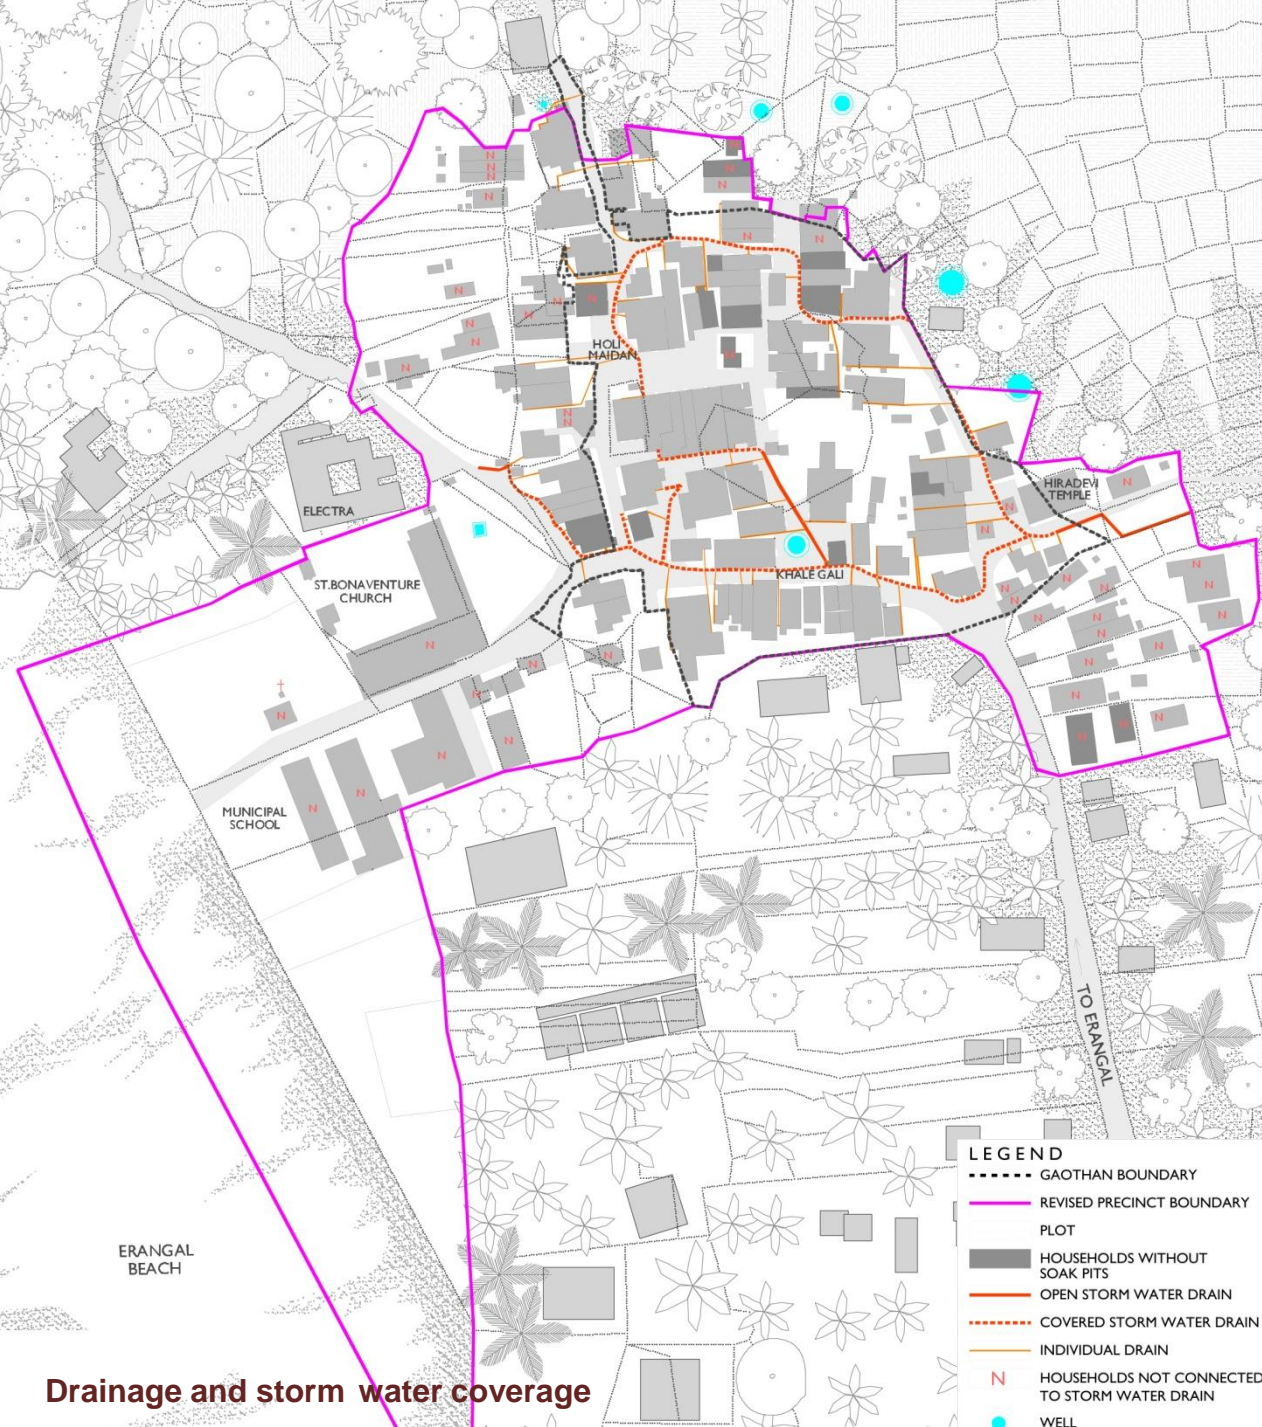 HOLI
MAIDAN
ELECTRA
HIRADEVI
TEMPLE
ST.BONAVENTURE
CHURCH
KHALE GALI
MUNICIPAL
SCHOOL
TO ERANGAL
ERANGAL
BEACH
LEGEND
GAOTHAN BOUNDARY
REVISED PRECINCT BOUNDARY
PLOT
HOUSEHOLDS WITHOUT
SOAK PITS
OPEN STORM WATER DRAIN
COVERED STORM WATER DRAIN
INDIVIDUAL DRAIN
N HOUSEHOLDS NOT CONNECTED
TO STORM WATER DRAIN
WELL
Drainage and storm water coverage